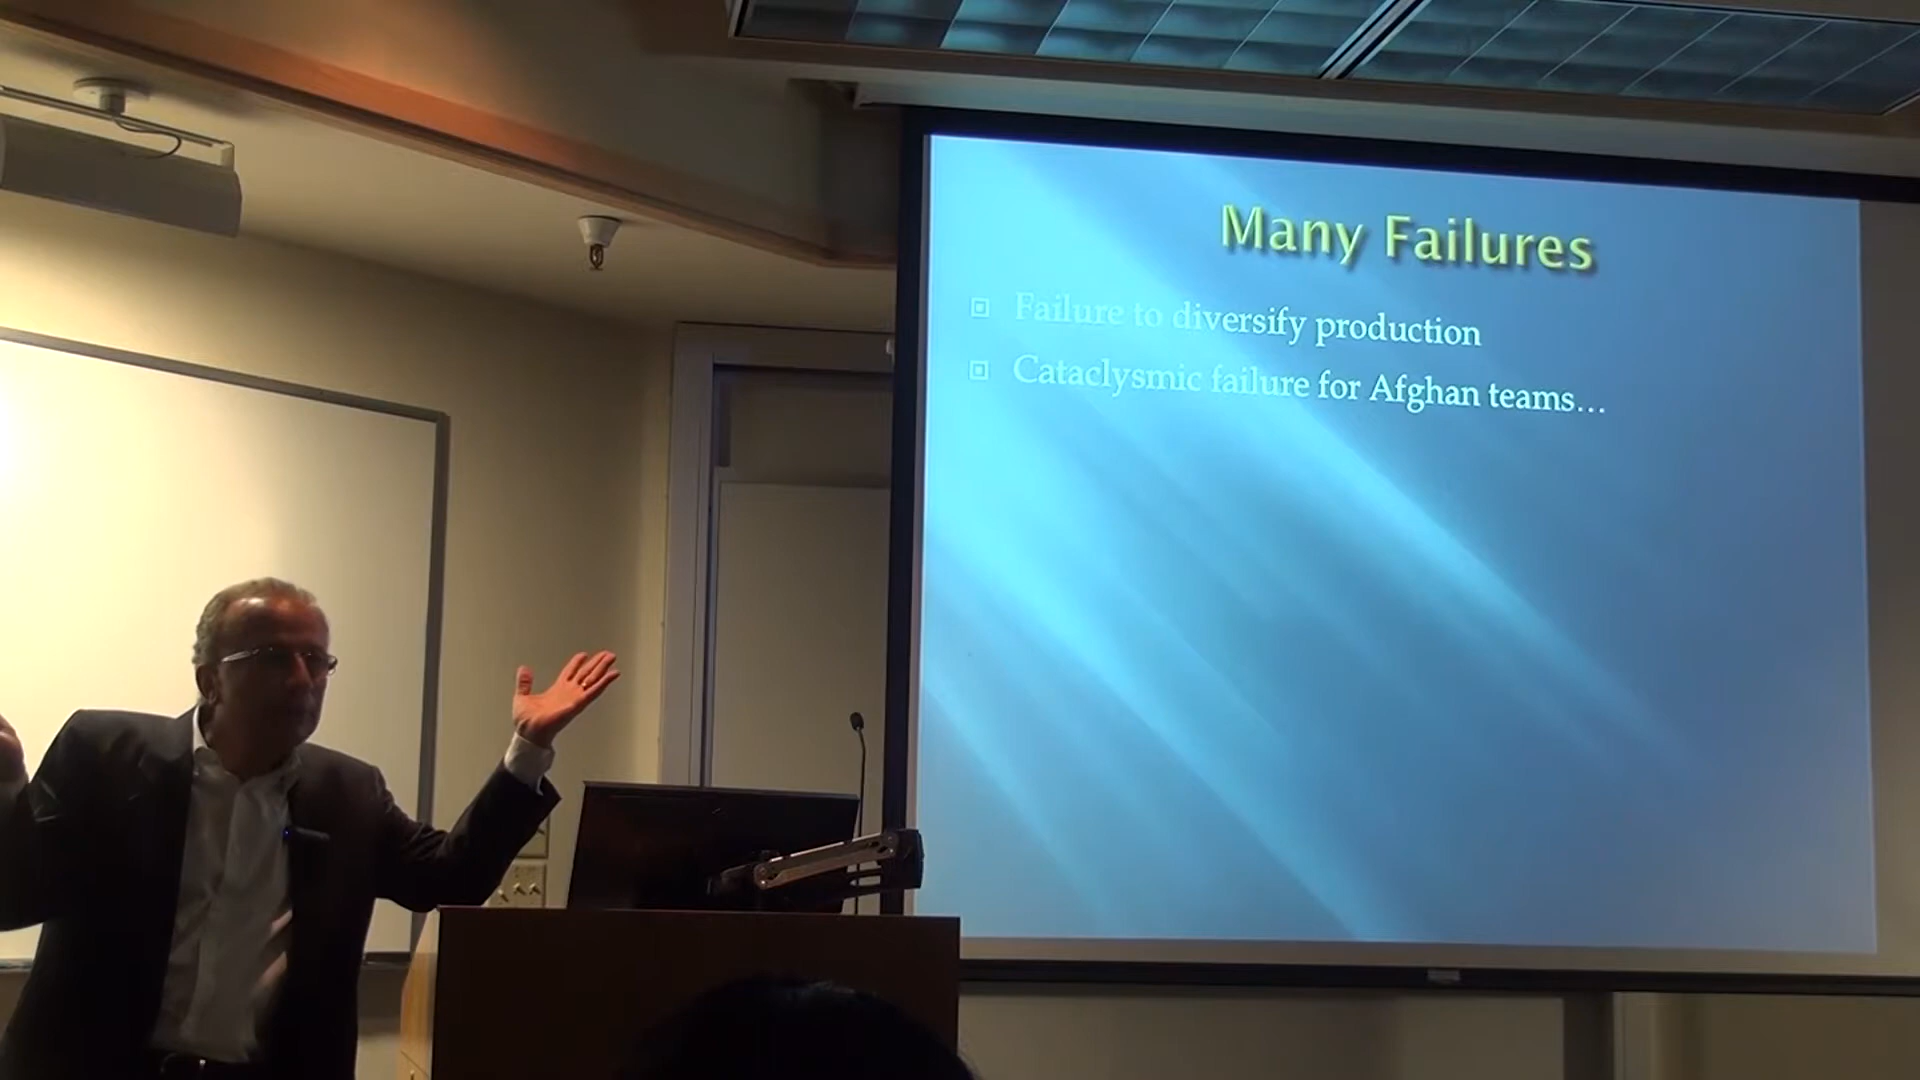 Many Failures
Failure to diversify production
Cataclysmic failure for Afghan teams…